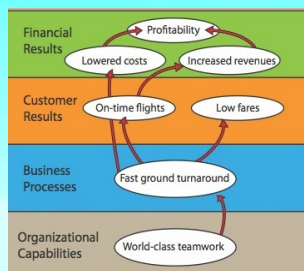 Financial
Results
Profitability
Lowered costs
Increased revenues
Customer
Results
On-time flights
Low fares
Business
Processes
Fast ground turnaround
Organizational
Capabilities
World-class teamwork